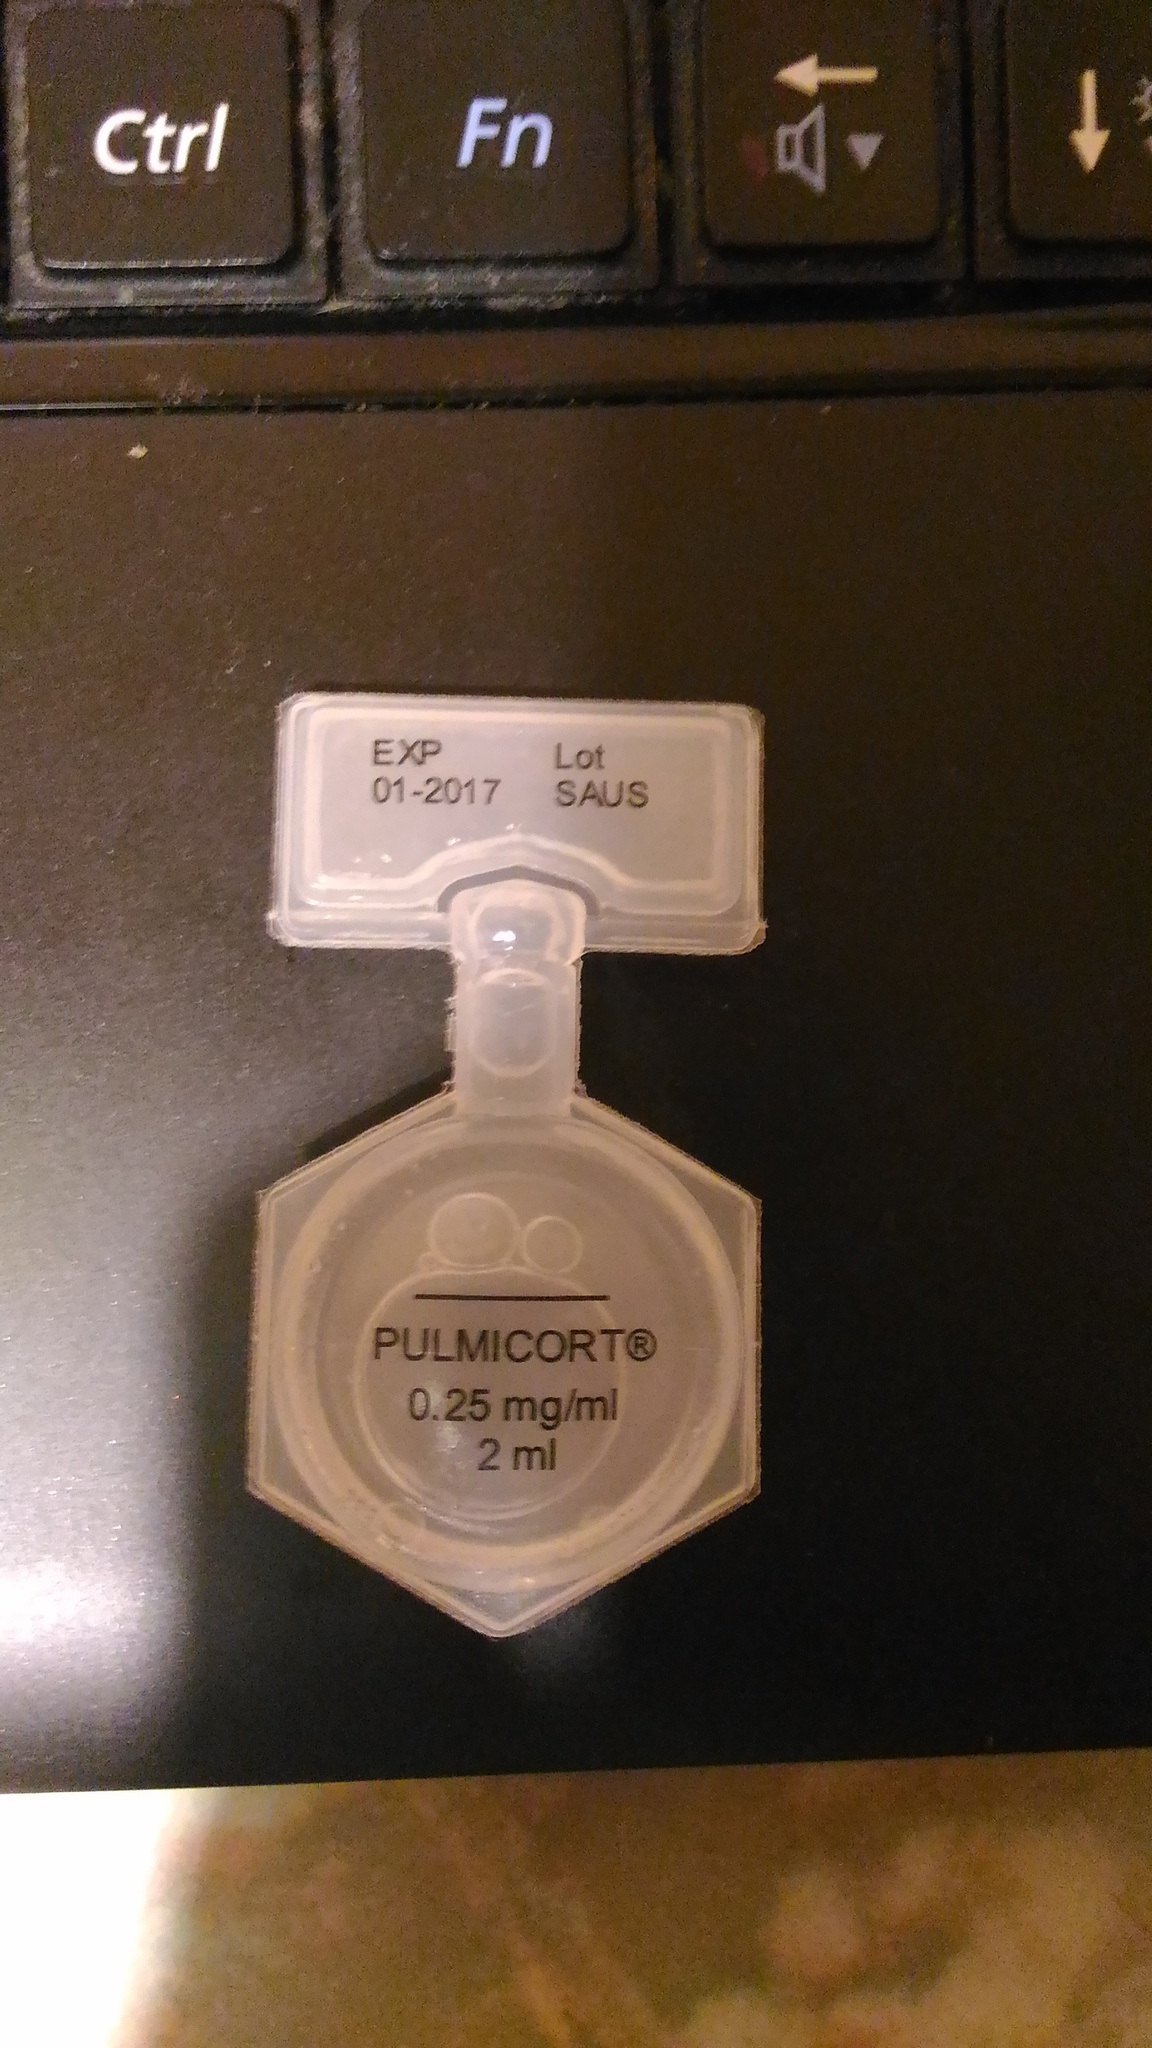 Ctrl
Fn
EXP
Lot
01-2017
SAUS
PULMICORT®
0.25 mg/ml
2 ml